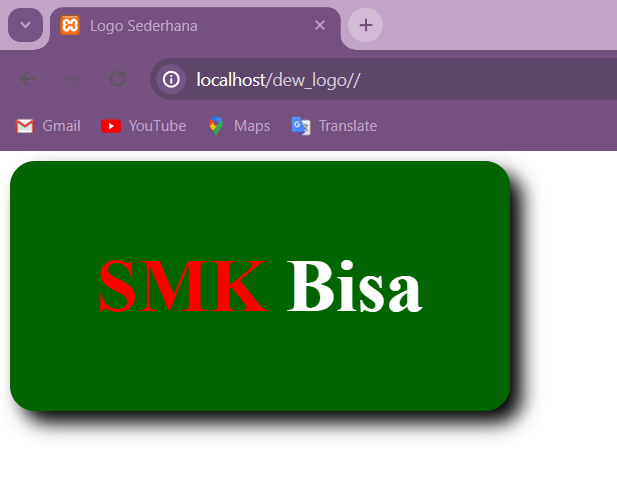 Logo Sederhana
localhost/dew_logo//
Gmail YouTube Maps Translate
SMK Bisa